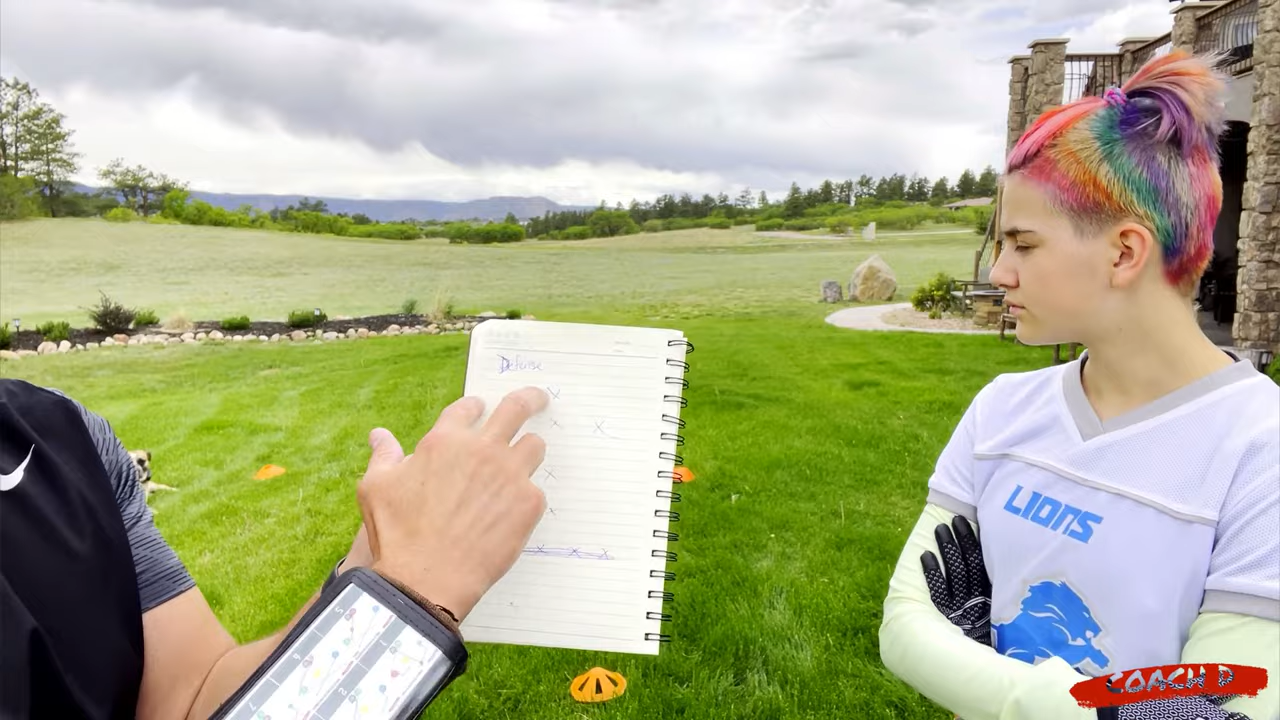 Defense
X
X X
X
X
X X X
LIONS
COACH D